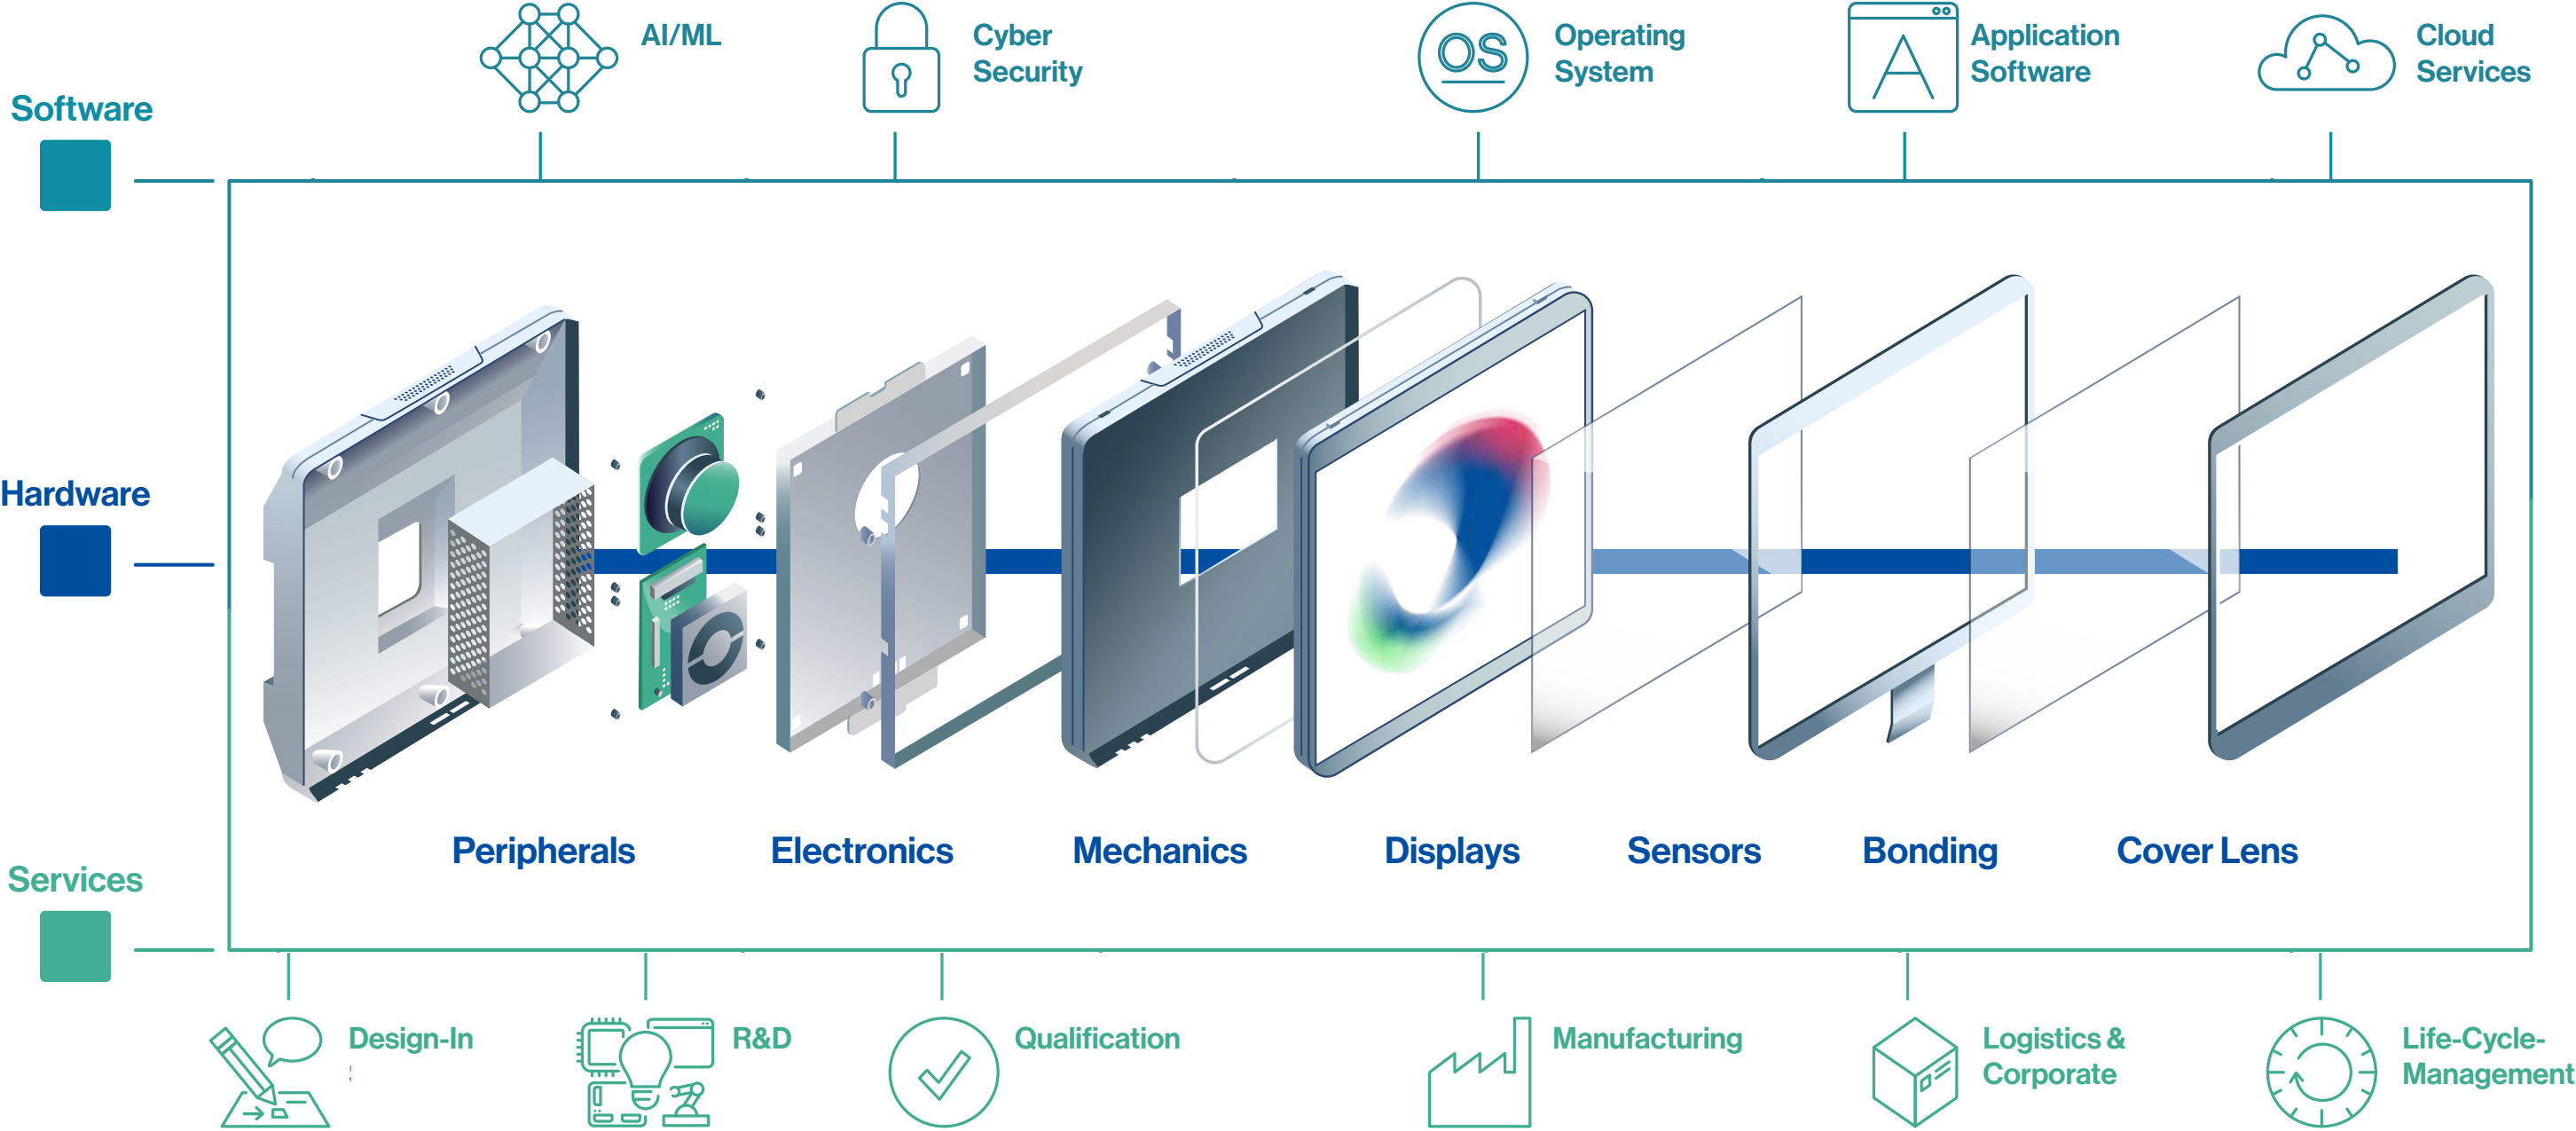 AI/ML
Cyber
Security
OS
Operating
System
A
Application
Software
Cloud
Services
Software
Hardware
Peripherals
Electronics
Mechanics
Displays
Sensors
Bonding
Cover Lens
Services
Design-In
R&D
Qualification
Manufacturing
Logistics &
Corporate
Life-Cycle-
Management